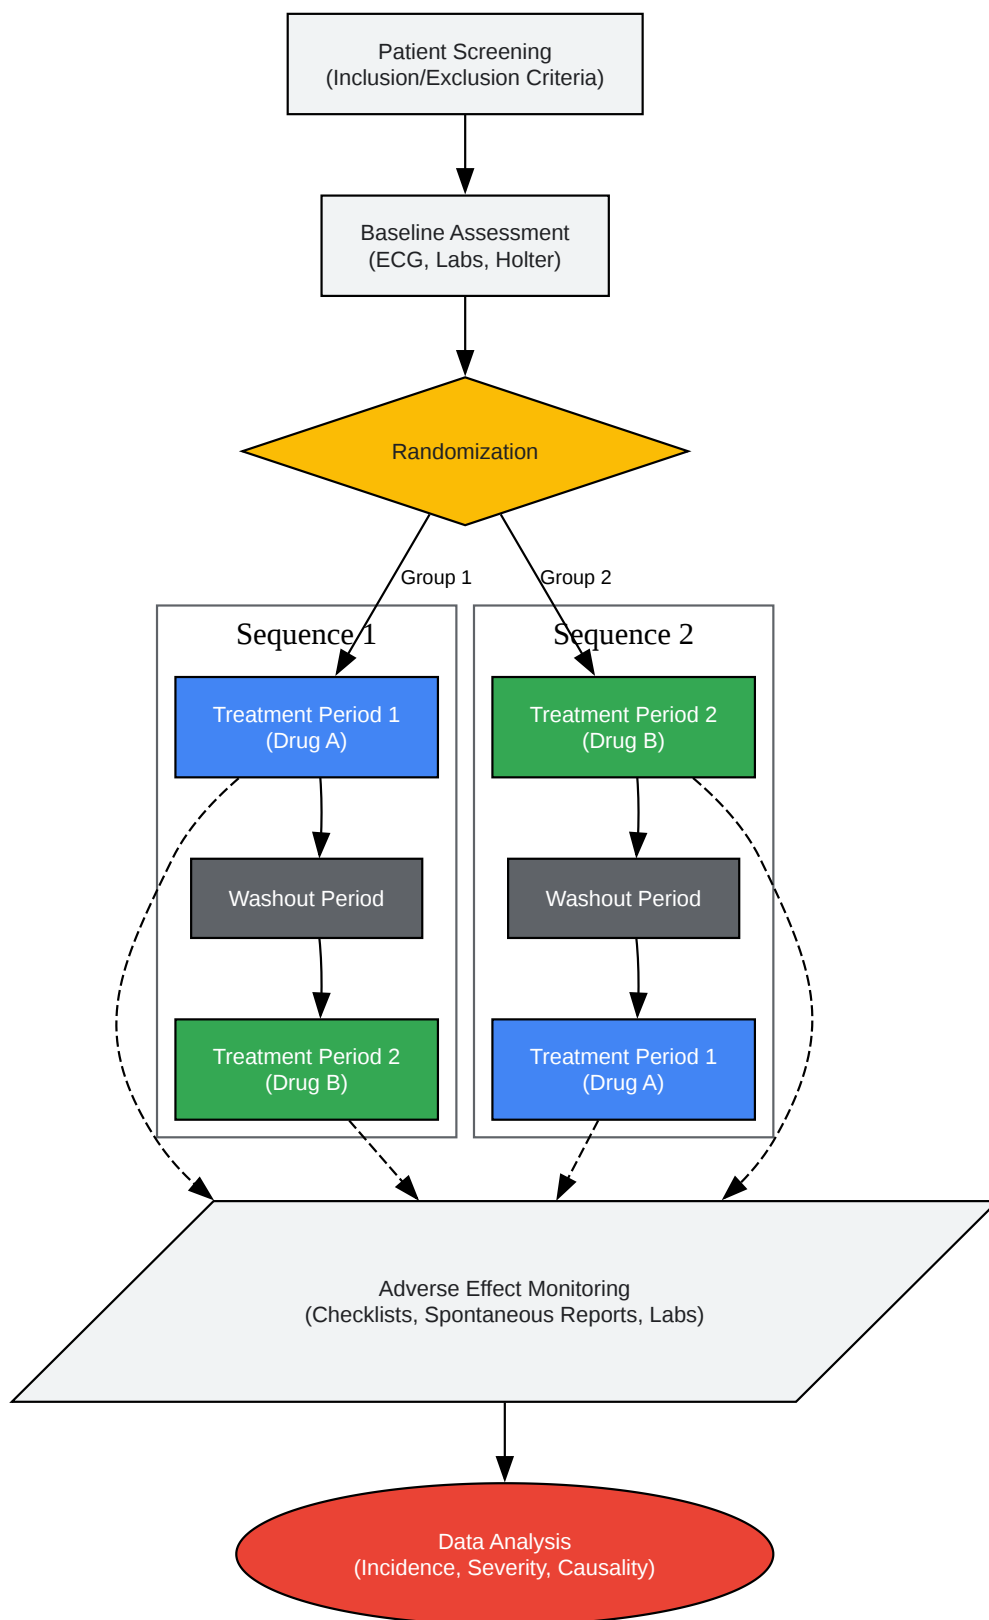 Patient Screening
(Inclusion/Exclusion Criteria)
Baseline Assessment
(ECG, Labs, Holter)
Randomization
Group 1
Group 2
Sequence 1
Treatment Period 1
(Drug A)
Washout Period
Treatment Period 2
(Drug B)
Sequence 2
Treatment Period 2
(Drug B)
Washout Period
Treatment Period 1
(Drug A)
Adverse Effect Monitoring
(Checklists, Spontaneous Reports, Labs)
Data Analysis
(Incidence, Severity, Causality)